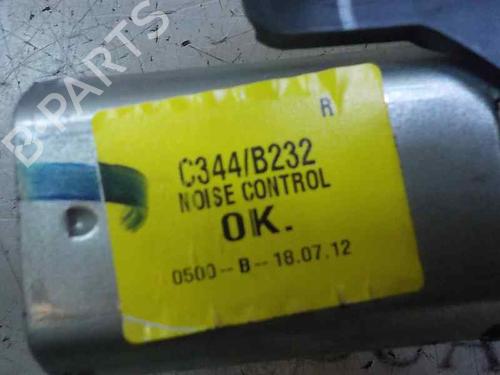 B-PARTS
R
C344/B232
NOISE CONTROL
OK.
0500--B--18.07.12